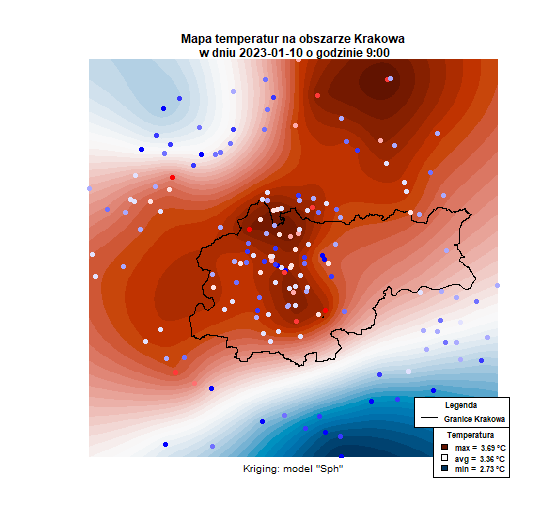 Mapa temperatur na obszarze Krakowa
w dniu 2023-01-10 o godzinie 9:00
Legenda
Granice Krakowa
Temperatura
max = 3.69 °C
avg = 3.36 °C
min = 2.73 °C
Kriging: model "Sph"